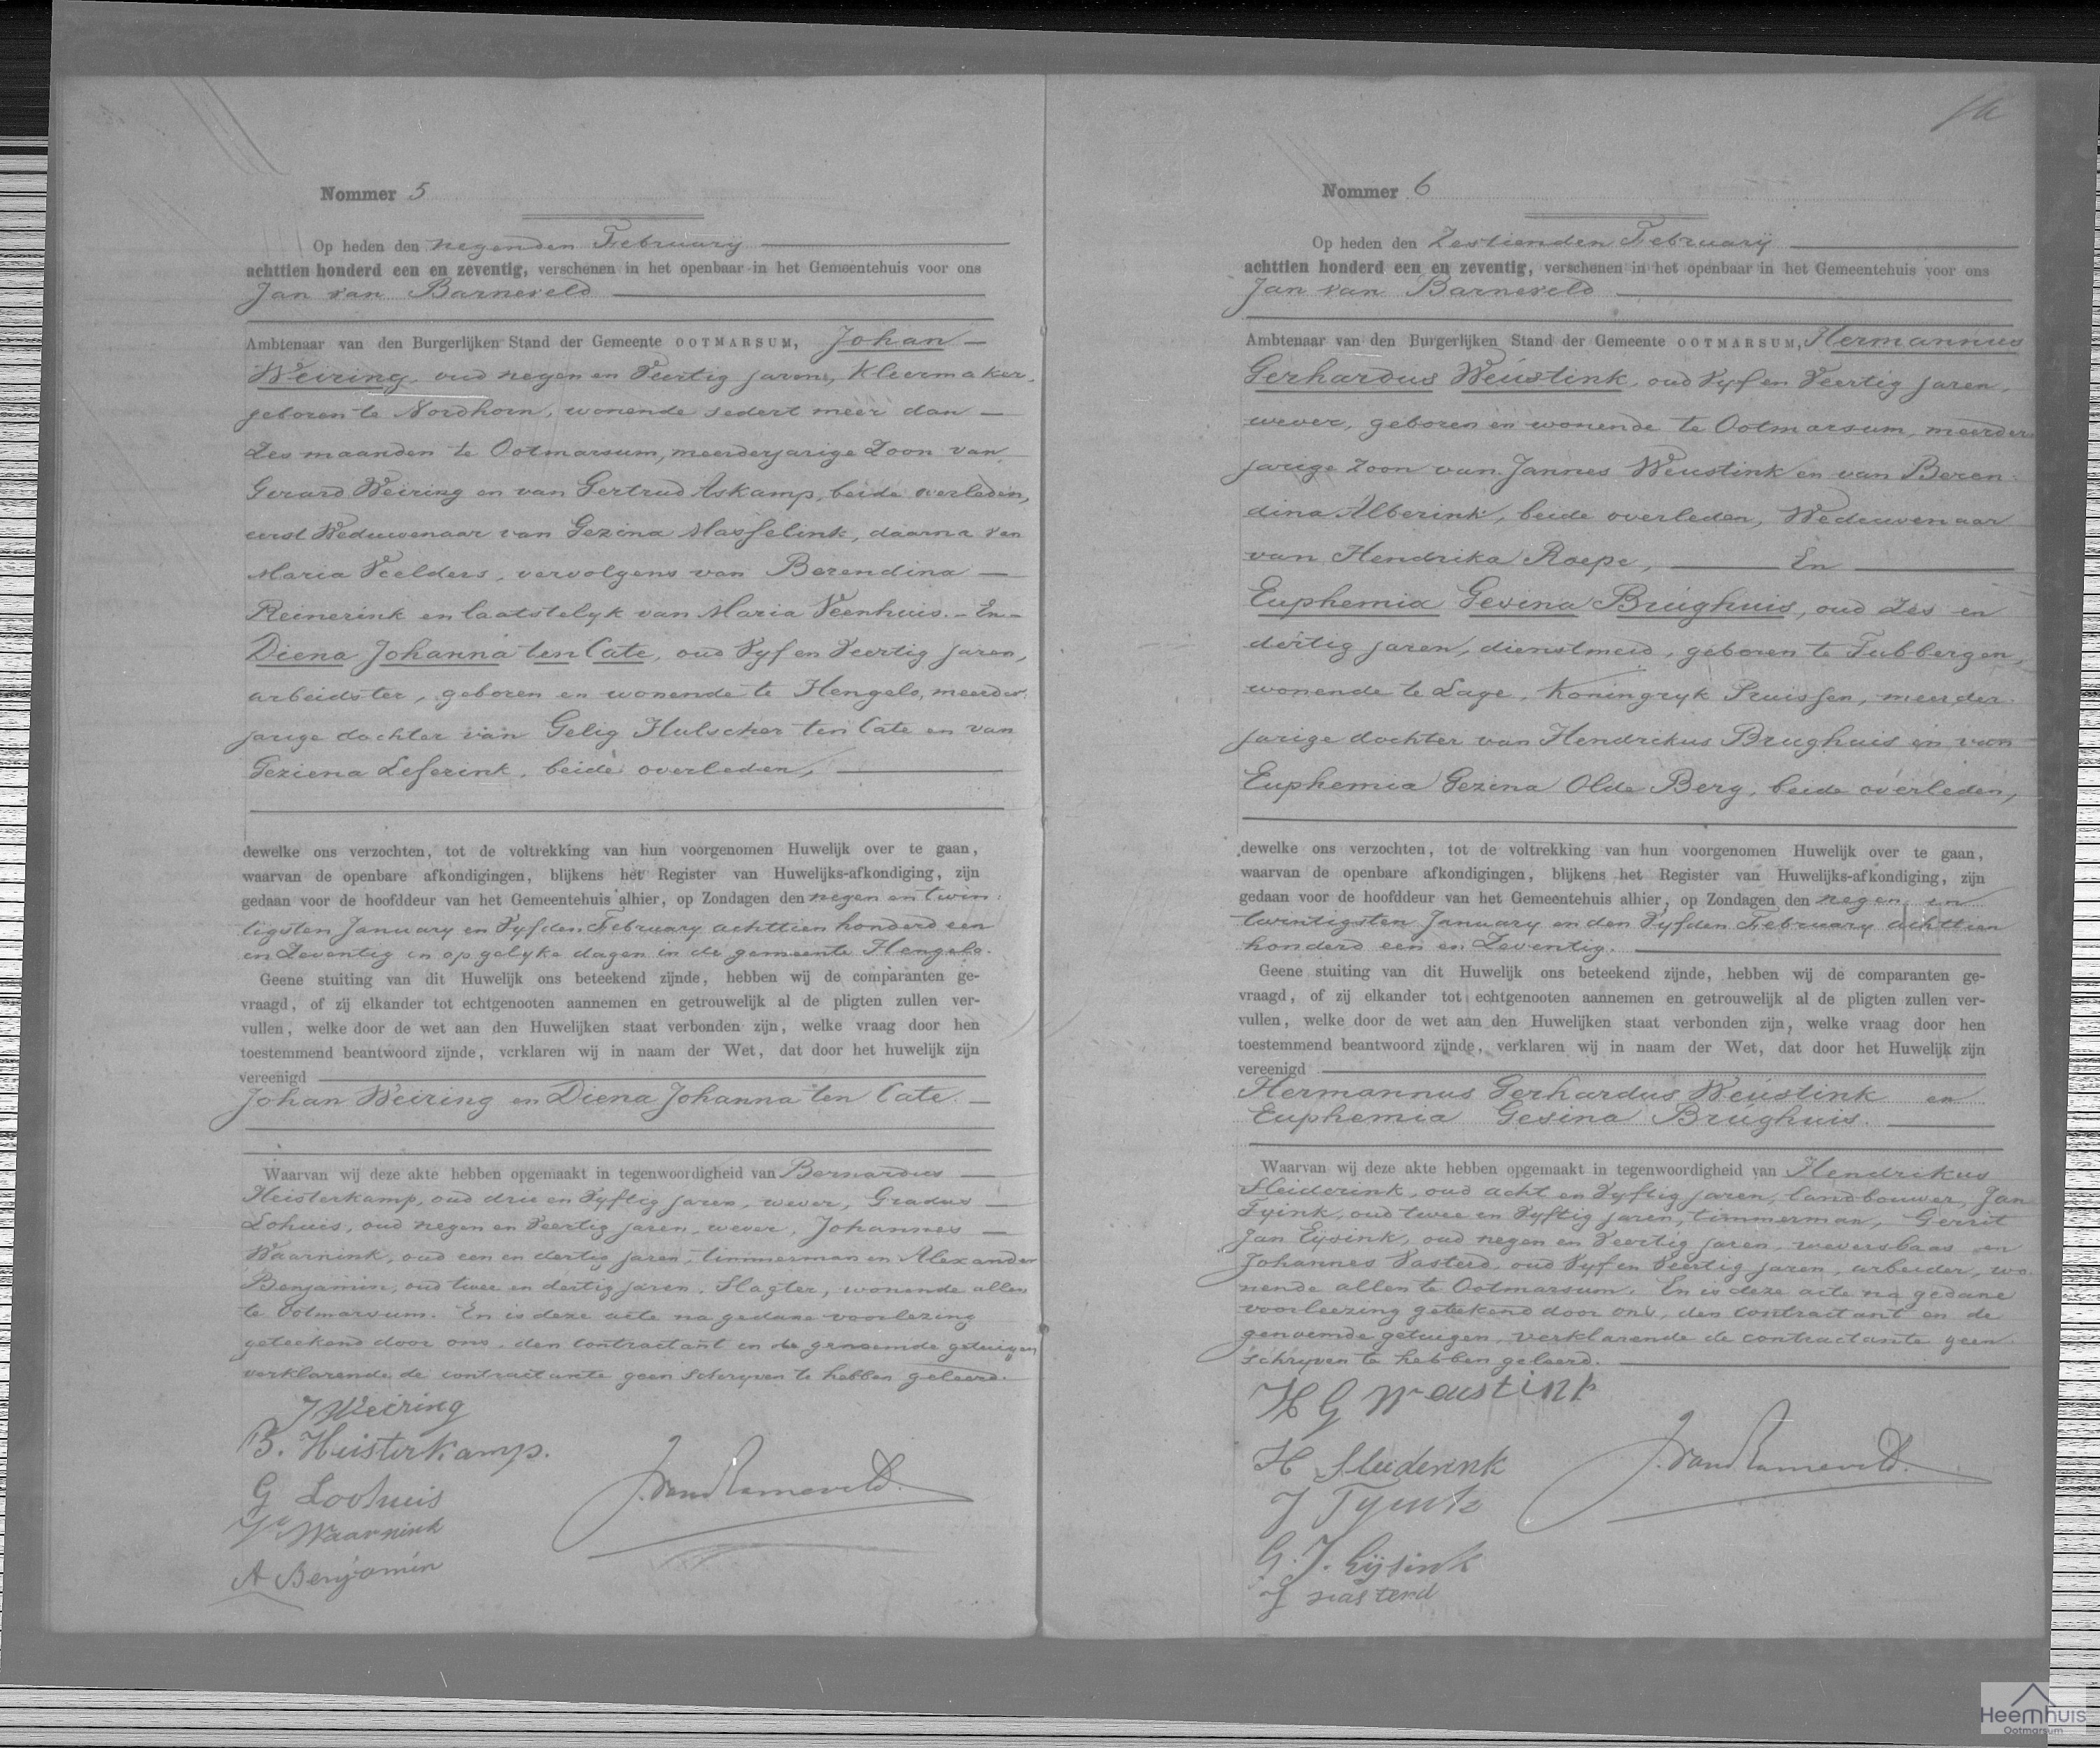 Nommer 5
Op heden den negenden February
achttien honderd een en zeventig, verschenen in het openbaar in het Gemeentehuis voor ons
Jan van Barneveld
Ambtenaar van den Burgerlijken Stand der Gemeente OOTMARSUM, Johan
Weiring, oud negen en Veertig jaren, Kleermaker,
geboren te Nordhorn, wonende sedert meer dan
Zes maanden te Ootmarsum, meerderjarige Zoon van
Gerard Weiring en van Gertrud Askamp, beide overleden,
eerst Weduwenaar van Gezina Masselink, daarna van
Maria Veelders, vervolgens van Berendina
Reinerink en laatstelyk van Maria Veenhuis. - En -
Diena Johanna ten Cate, oud Vyf en Veertig jaren,
arbeidster, geboren en wonende te Hengelo, meerder
jarige dochter van Gelig Hulscher ten Cate en van
Geziena Leferink, beide overleden,
dewelke ons verzochten, tot de voltrekking van hun voorgenomen Huwelijk over te gaan,
waarvan de openbare afkondigingen, blijkens het Register van Huwelijks-afkondiging, zijn
gedaan voor de hoofddeur van het Gemeentehuis alhier, op Zondagen den negen en twin
tigsten January en Vyfden February achttien honderd een
en Zeventig en op gelyke dagen in de gemeente Hengelo.
Geene stuiting van dit Huwelijk ons beteekend zijnde, hebben wij de comparanten ge-
vraagd, of zij elkander tot echtgenooten aannemen en getrouwelijk al de pligten zullen ver-
vullen, welke door de wet aan den Huwelijken staat verbonden zijn, welke vraag door hen
toestemmend beantwoord zijnde, verklaren wij in naam der Wet, dat door het huwelijk zijn
vereenigd
Johan Weiring en Diena Johanna ten Cate.
Waarvan wij deze akte hebben opgemaakt in tegenwoordigheid van Bernardus
Heisterkamp, oud drie en Vyftig jaren, wever, Gradus
Lohuis, oud negen en Veertig jaren, wever, Johannes
Waarnink, oud een en dertig jaren, timmerman en Alexander
Benjamin, oud twee en dertig jaren, Slagter, wonende allen
te Ootmarsum. En is deze acte na gedane voorlezing
geteekend door ons, den contractant en de genoemde getuigen
verklarende de contractante geen schryven te hebben geleerd.
J Weiring
B. Heisterkamp.
G Loohuis
J. van Barneveld.
Waarnink
A Benjamin
Nommer 6
Op heden den Zestienden February
achttien honderd een en zeventig, verschenen in het openbaar in het Gemeentehuis voor ons
Jan van Barneveld
Ambtenaar van den Burgerlijken Stand der Gemeente OOTMARSUM, Hermannus
Gerhardus Weústink, oud Vyf en Veertig jaren,
wever, geboren en wonende te Ootmarsum, meerder
jarige zoon van Jannes Weustink en van Beren
dina Alberink, beide overleden, Weduwenaar
van Hendrika Roepe, En
Euphemia Gesina Brúghuis, oud Zes en
dertig jaren, dienstmeid, geboren te Tubbergen,
wonende te Lage, Koningryk Pruissen, meerder
jarige dochter van Hendrikus Brughuis en van
Euphemia Gezina Olde Berg, beide overleden,
dewelke ons verzochten, tot de voltrekking van hun voorgenomen Huwelijk over te gaan,
waarvan de openbare afkondigingen, blijkens het Register van Huwelijks-afkondiging, zijn
gedaan voor de hoofddeur van het Gemeentehuis alhier, op Zondagen den negen en
twintigsten January en den Vyfden February achttien
honderd een en Zeventig.
Geene stuiting van dit Huwelijk ons beteekend zijnde, hebben wij de comparanten ge-
vraagd, of zij elkander tot echtgenooten aannemen en getrouwelijk al de pligten zullen ver-
vullen, welke door de wet aan den Huwelijken staat verbonden zijn, welke vraag door hen
toestemmend beantwoord zijnde, verklaren wij in naam der Wet, dat door het Huwelijk zijn
vereenigd
Hermannus Gerhardus Weústink en
Euphemia Gesina Brúghuis.
Waarvan wij deze akte hebben opgemaakt in tegenwoordigheid van Hendrikus
Sleiderink, oud acht en Vyftig jaren, landbouwer, Jan
Tyink, oud twee en Vyftig jaren, timmerman, Gerrit
Jan Eysink, oud negen en Veertig jaren, weversbaas en
Johannes Vasterd, oud Vyf en Veertig jaren, arbeider, wo
nende allen te Ootmarsum. En is deze acte na gedane
voorleezing geteekend door ons, den contractant en de
genoemde getuigen, verklarende de contractante geen
schryven te hebben geleerd.
H G Weustink
H Sleiderink
J. van Barneveld.
J Tyink
G. J. Eijsink
J vasterd
Heemhuis
Ootmarsum